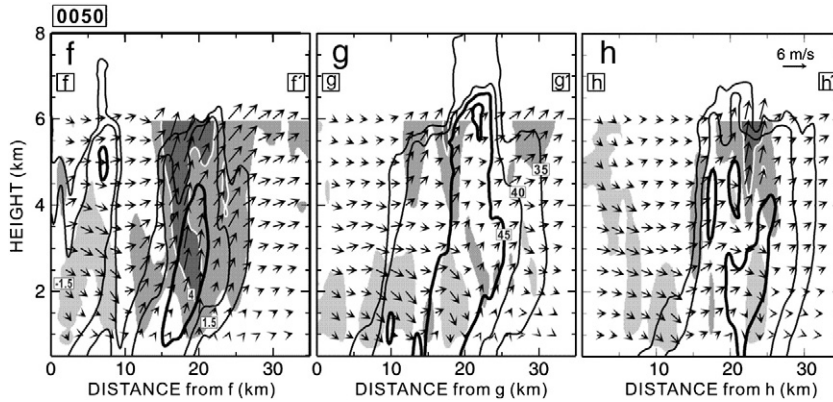 0050
f g h
f f' g g' h h'
6 m/s
8
6
4
2
HEIGHT (km)
35
40
45
-1.5
4
1.5
0 10 20 30 0 10 20 30 10 20 30
DISTANCE from f (km) DISTANCE from g (km) DISTANCE from h (km)